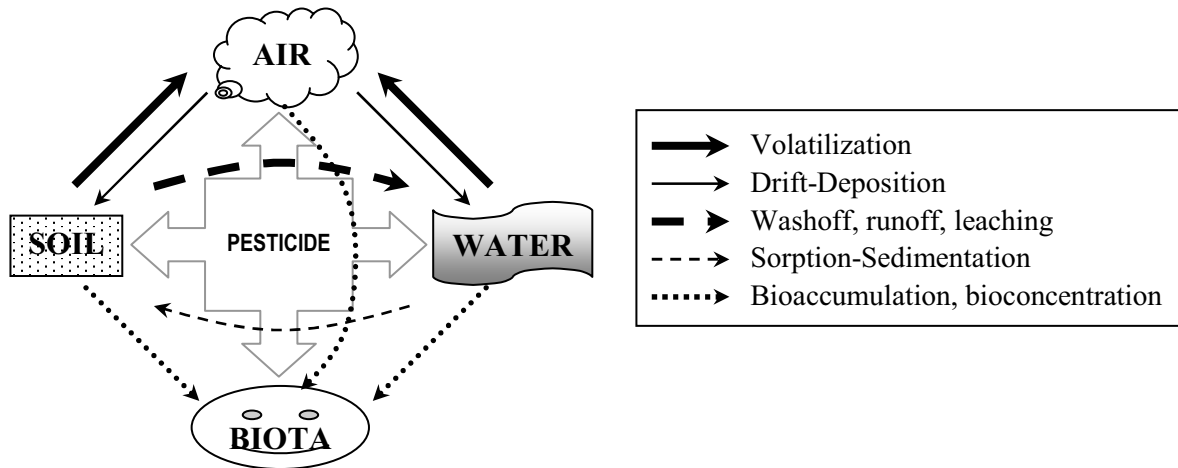 AIR
SOIL
PESTICIDE
WATER
BIOTA
Volatilization
Drift-Deposition
Washoff, runoff, leaching
Sorption-Sedimentation
Bioaccumulation, bioconcentration